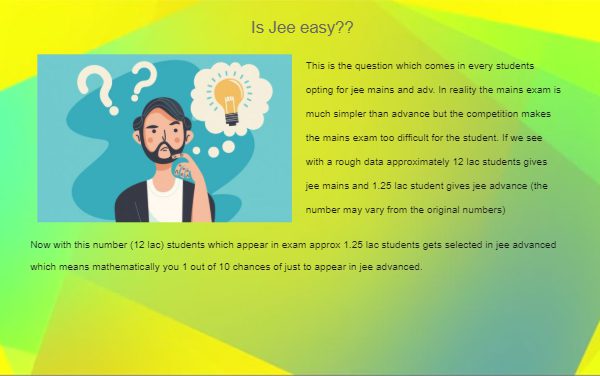 Is Jee easy??
This is the question which comes in every students
opting for jee mains and adv. In reality the mains exam is
much simpler than advance but the competition makes
the mains exam too difficult for the student. If we see
with a rough data approximately 12 lac students gives
jee mains and 1.25 lac student gives jee advance (the
number may vary from the original numbers)
Now with this number (12 lac) students which appear in exam approx 1.25 lac students gets selected in jee advanced
which means mathematically you 1 out of 10 chances of just to appear in jee advanced.